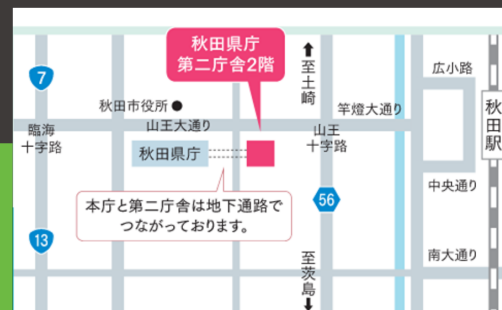 秋田県庁
第二庁舎2階
至土崎
広小路
7
秋田市役所
竿燈大通り
秋田駅
臨海
十字路
山王大通り
山王
十字路
秋田県庁
中央通り
本庁と第二庁舎は地下通路で
つながっております。
56
13
至茨島
南大通り